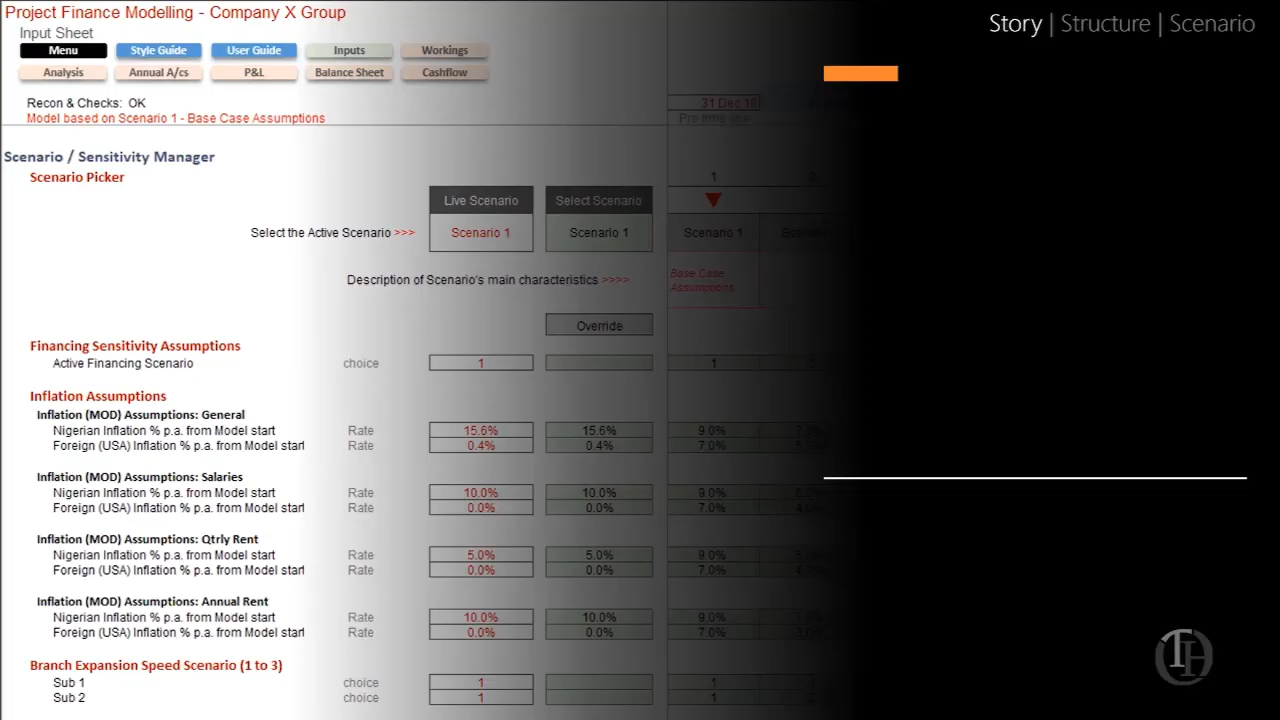 Project Finance Modelling - Company X Group
Story | Structure | Scenario
Input Sheet
Menu Style Guide User Guide Inputs Workings
Analysis Annual A/cs P&L Balance Sheet Cashflow
Recon & Checks: OK 31 Dec 19
Model based on Scenario 1 - Base Case Assumptions
Scenario / Sensitivity Manager
Scenario Picker 1 2
Live Scenario Select Scenario
Select the Active Scenario >>> Scenario 1 Scenario 1 Scenario 1
Description of Scenario's main characteristics >>>> Base Case
Assumptions
Override
Financing Sensitivity Assumptions
Active Financing Scenario choice 1 1
Inflation Assumptions
Inflation (MOD) Assumptions: General
Nigerian Inflation % p.a. from Model start Rate 15.6% 15.6% 9.0%
Foreign (USA) Inflation % p.a. from Model start Rate 0.4% 0.4% 7.0%
Inflation (MOD) Assumptions: Salaries
Nigerian Inflation % p.a. from Model start Rate 10.0% 10.0% 9.0%
Foreign (USA) Inflation % p.a. from Model start Rate 0.0% 0.0% 7.0%
Inflation (MOD) Assumptions: Qtrly Rent
Nigerian Inflation % p.a. from Model start Rate 5.0% 5.0% 9.0%
Foreign (USA) Inflation % p.a. from Model start Rate 0.0% 0.0% 7.0%
Inflation (MOD) Assumptions: Annual Rent
Nigerian Inflation % p.a. from Model start Rate 10.0% 10.0% 9.0%
Foreign (USA) Inflation % p.a. from Model start Rate 0.0% 0.0% 7.0%
Branch Expansion Speed Scenario (1 to 3)
Sub 1 choice 1 1
Sub 2 choice 1 1